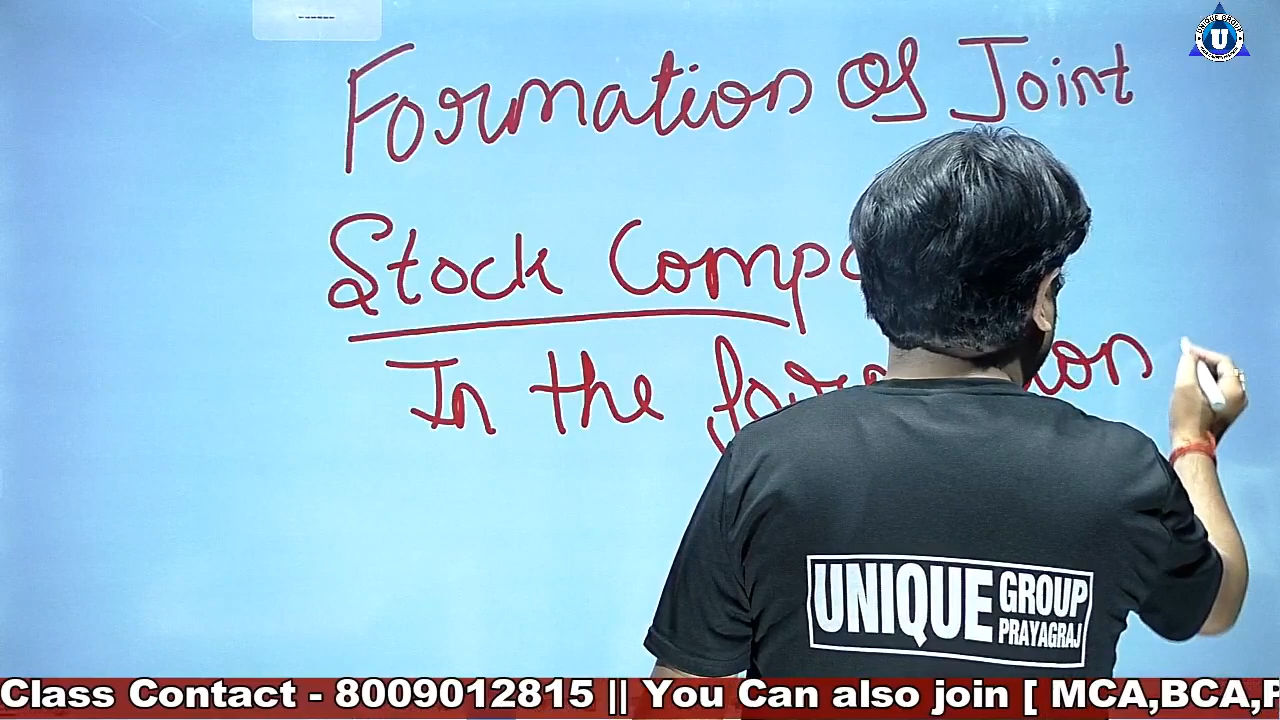 Formation Of Joint
Stock Comp
In the
UNIQUE GROUP
PRAYAGRAJ
U
Class Contact - 8009012815 || You Can also join [ MCA,BCA,P